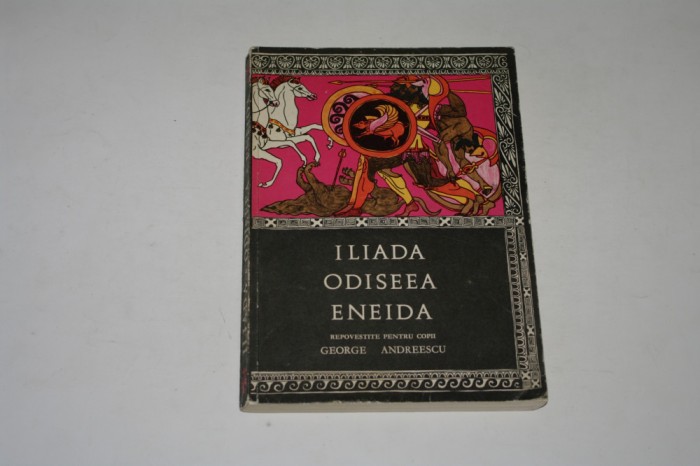 ILIADA
ODISEEA
ENEIDA
REPOVESTITE PENTRU COPII
GEORGE ANDREESCU